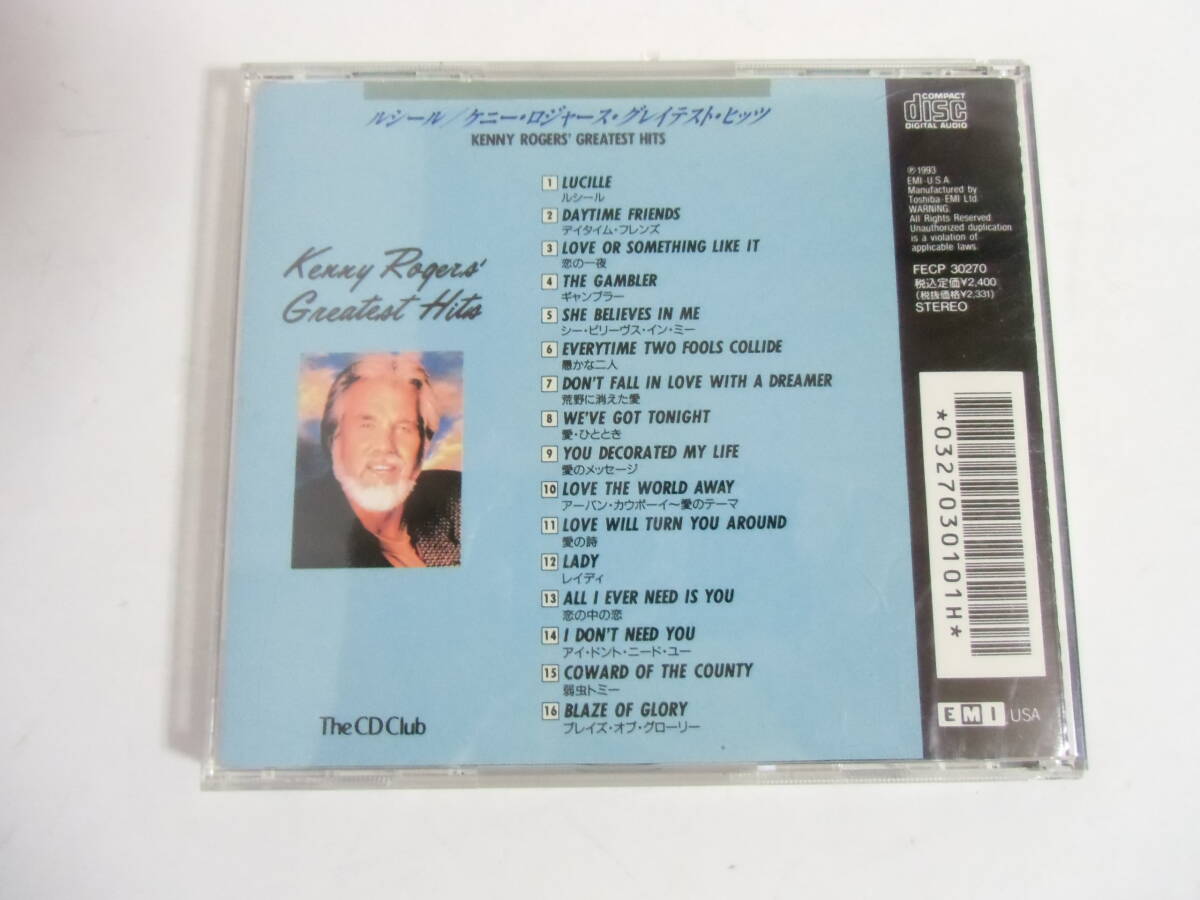 ルシール/ケニー・ロジャース・グレイテスト・ヒッツ
KENNY ROGERS' GREATEST HITS
Kenny Rogers'
Greatest Hits
The CD Club
1 LUCILLE
ルシール
2 DAYTIME FRIENDS
デイタイム・フレンズ
3 LOVE OR SOMETHING LIKE IT
恋の一夜
4 THE GAMBLER
ギャンブラー
5 SHE BELIEVES IN ME
シー・ビリーヴス・イン・ミー
6 EVERYTIME TWO FOOLS COLLIDE
愚かな二人
7 DON'T FALL IN LOVE WITH A DREAMER
荒野に消えた愛
8 WE'VE GOT TONIGHT
愛・ひととき
9 YOU DECORATED MY LIFE
愛のメッセージ
10 LOVE THE WORLD AWAY
アーバン・カウボーイ〜愛のテーマ
11 LOVE WILL TURN YOU AROUND
愛の詩
12 LADY
レイディ
13 ALL I EVER NEED IS YOU
恋の中の恋
14 I DON'T NEED YOU
アイ・ドント・ニード・ユー
15 COWARD OF THE COUNTY
弱虫トミー
16 BLAZE OF GLORY
ブレイズ・オブ・グローリー
COMPACT
disc
DIGITAL AUDIO
℗1993
EMI-U.S.A.
Manufactured by
Toshiba-EMI Ltd.
WARNING:
All Rights Reserved.
Unauthorized duplication
is a violation of
applicable laws.
FECP 30270
税込定価¥2,400
(税抜価格¥2,331)
STEREO
*0327030101H*
EMI USA